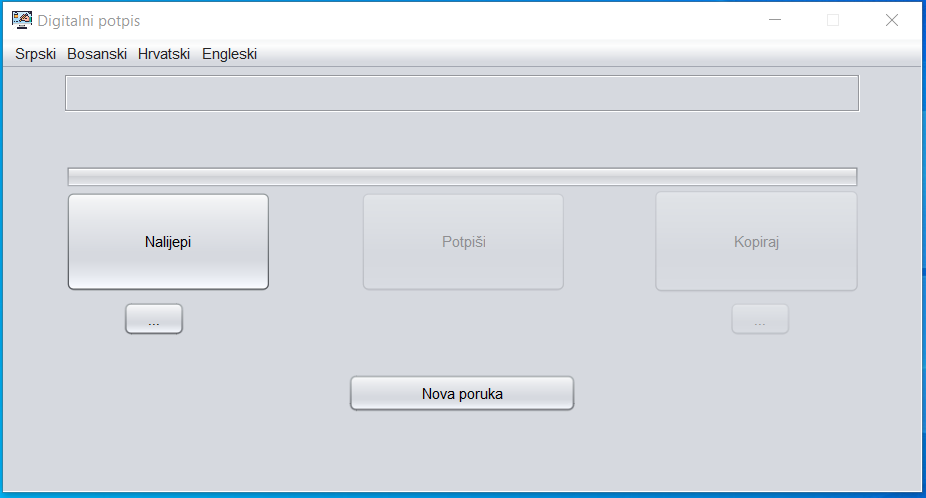 Digitalni potpis
Srpski Bosanski Hrvatski Engleski
Nalijepi Potpiši Kopiraj
... ...
Nova poruka